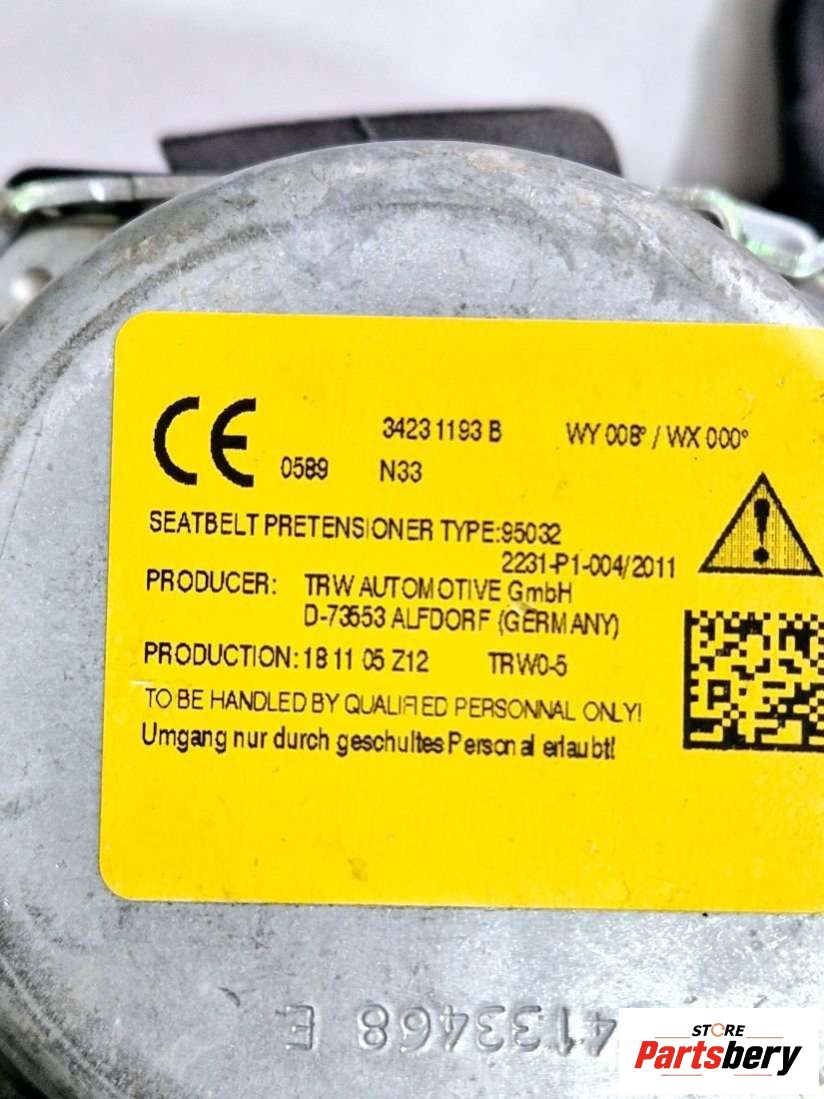 CE 0589
34231193 B WY 008° / WX 000°
N33
SEATBELT PRETENSIONER TYPE:95032
2231-P1-004/2011
PRODUCER: TRW AUTOMOTIVE GmbH
D-73553 ALFDORF (GERMANY)
PRODUCTION: 18 11 05 Z12 TRW0-5
TO BE HANDLED BY QUALIFIED PERSONNAL ONLY!
Umgang nur durch geschultes Personal erlaubt!
4133468 E
STORE
Partsbery